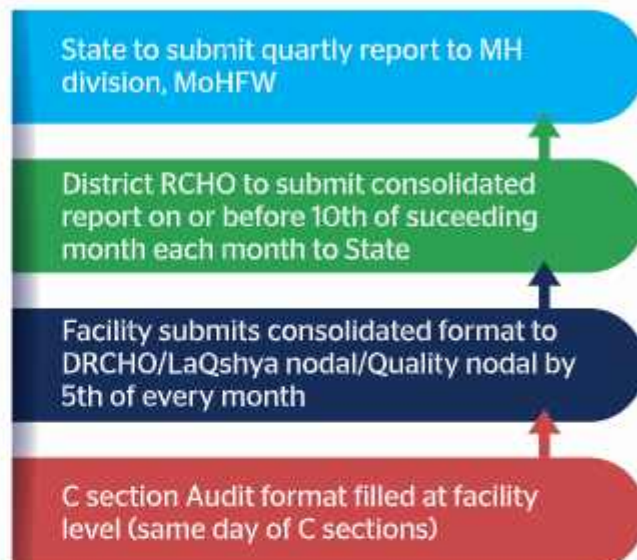 State to submit quartly report to MH
division, MoHFW
District RCHO to submit consolidated
report on or before 10th of suceeding
month each month to State
Facility submits consolidated format to
DRCHO/LaQshya nodal/Quality nodal by
5th of every month
C section Audit format filled at facility
level (same day of C sections)